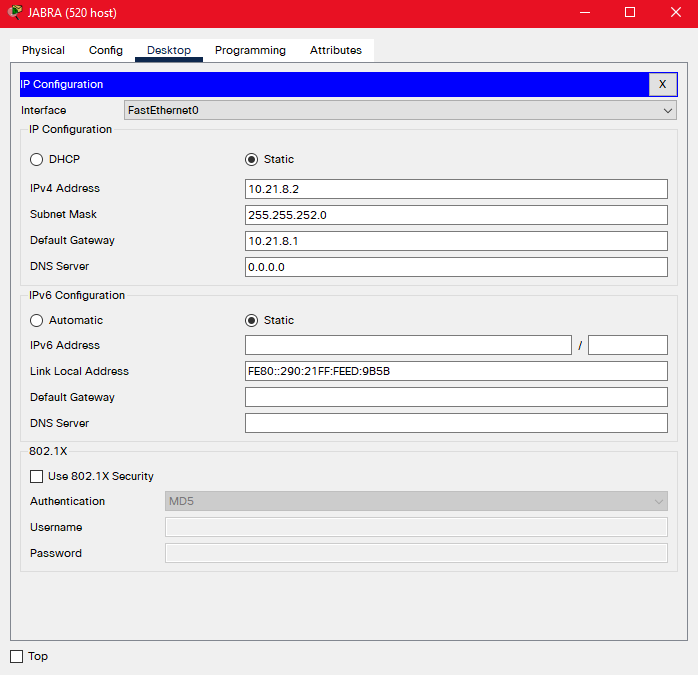 JABRA (520 host)
Physical Config Desktop Programming Attributes
IP Configuration X
Interface FastEthernet0
IP Configuration
DHCP Static
IPv4 Address 10.21.8.2
Subnet Mask 255.255.252.0
Default Gateway 10.21.8.1
DNS Server 0.0.0.0
IPv6 Configuration
Automatic Static
IPv6 Address /
Link Local Address FE80::290:21FF:FEED:9B5B
Default Gateway
DNS Server
802.1X
Use 802.1X Security
Authentication MD5
Username
Password
Top